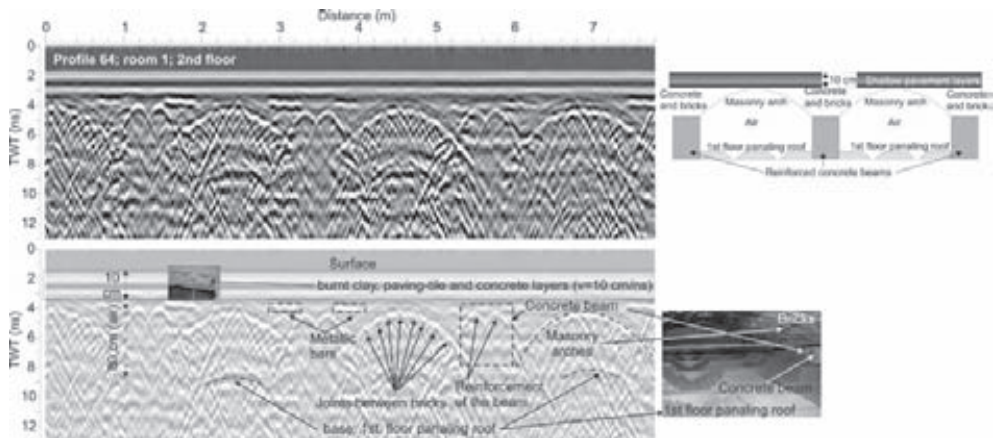 Distance (m)
0 1 2 3 4 5 6 7
Profile 64; room 1; 2nd floor
TWT (ns)
0
2
4
6
8
10
12
10 cm
Shallow pavement layers
Concrete and bricks
Masonry arch
Concrete and bricks
Masonry arch
Concrete and bricks
Air
Air
1st floor panaling roof
1st floor panaling roof
Reinforced concrete beams
TWT (ns)
0
2
4
6
8
10
12
Surface
10
cm
burnt clay, paving-tile and concrete layers (v=10 cm/ns)
Metallic
bars
Concrete beam
Masonry
arches
Reinforcement
of the beam
Joints between bricks
base: 1st. floor panaling roof
Bricks
Concrete beam
1st floor panaling roof